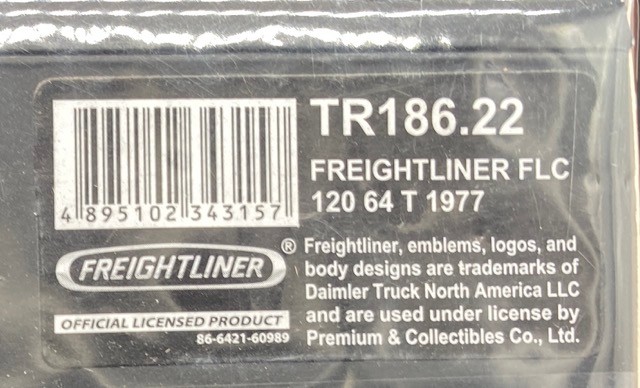 TR186.22
FREIGHTLINER FLC
120 64 T 1977
4 895102 343157
FREIGHTLINER®
OFFICIAL LICENSED PRODUCT
86-6421-60989
Freightliner, emblems, logos, and
body designs are trademarks of
Daimler Truck North America LLC
and are used under license by
Premium & Collectibles Co., Ltd.